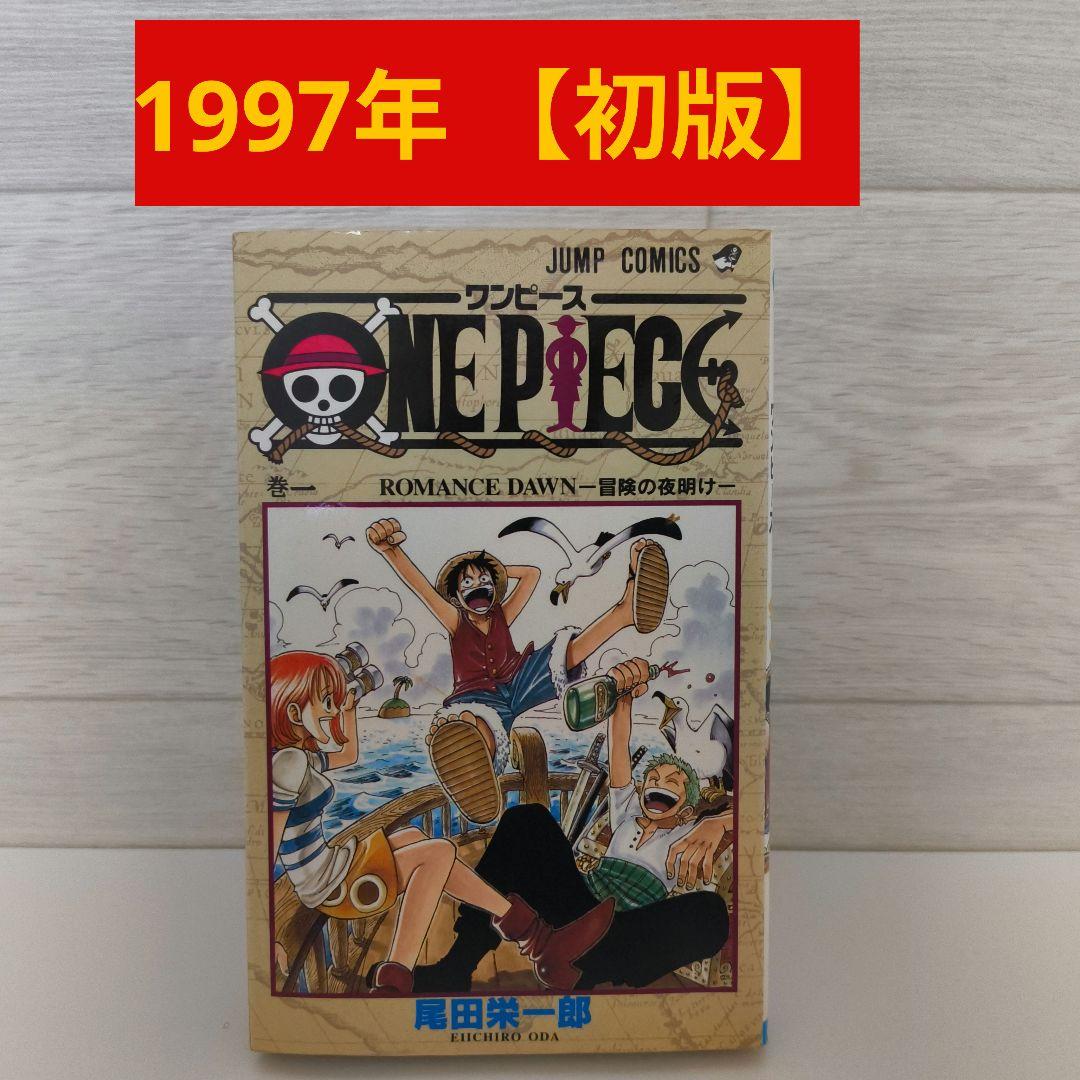 1997年 【初版】
JUMP COMICS
ワンピース
ONE PIECE
巻一 ROMANCE DAWN—冒険の夜明け—
尾田栄一郎
EIICHIRO ODA